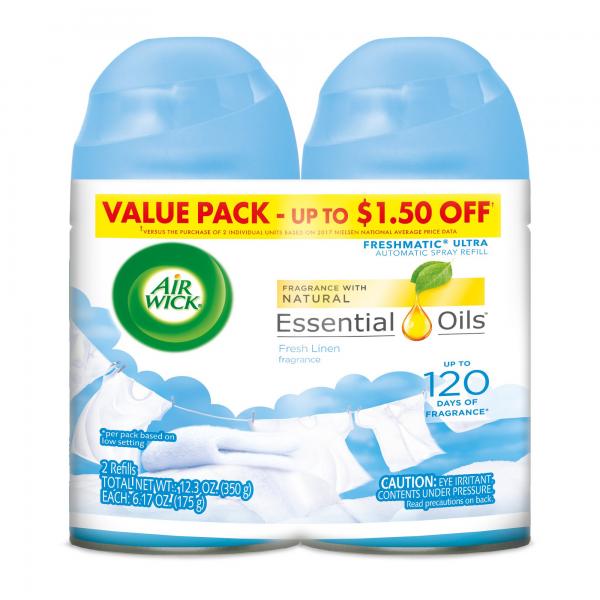 VALUE PACK - UP TO $1.50 OFF†
†VERSUS THE PURCHASE OF 2 INDIVIDUAL UNITS BASED ON 2017 NIELSEN NATIONAL AVERAGE PRICE DATA
FRESHMATIC® ULTRA
AUTOMATIC SPRAY REFILL
AIR
WICK®
FRAGRANCE WITH
NATURAL
Essential Oils*
Fresh Linen
fragrance
UP TO
120
DAYS OF
FRAGRANCE*
*per pack based on
low setting
2 Refills
TOTAL NET WT.: 12.3 OZ. (350 g)
EACH: 6.17 OZ. (175 g)
CAUTION: EYE IRRITANT.
CONTENTS UNDER PRESSURE.
Read precautions on back.